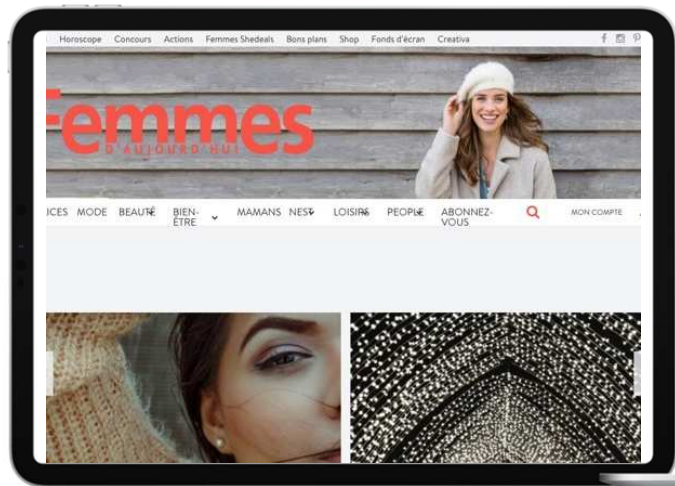 Horoscope Concours Actions Femmes Shedeals Bons plans Shop Fonds d'écran Creativa
Femmes
D'AUJOURD'HUI
ICES MODE BEAUTÉ BIEN-ÊTRE MAMANS NEST LOISIRS PEOPLE ABONNEZ-VOUS MON COMPTE